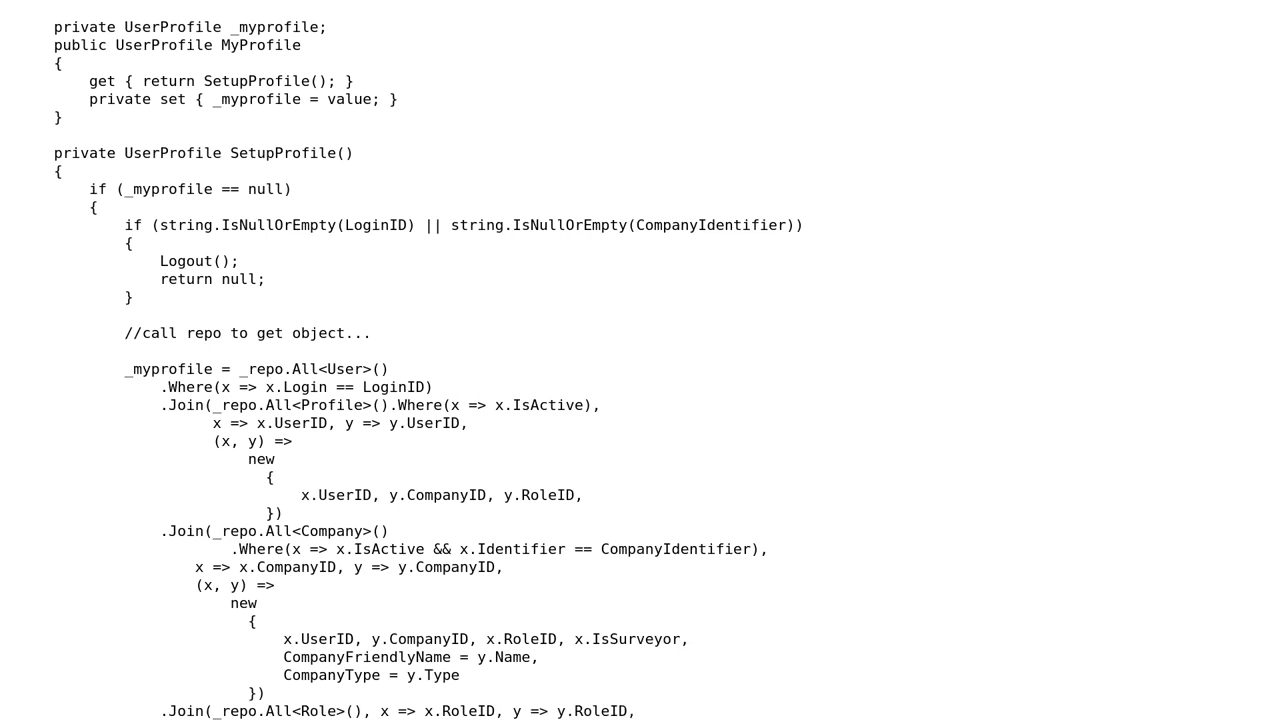 private UserProfile _myprofile;
public UserProfile MyProfile
{
    get { return SetupProfile(); }
    private set { _myprofile = value; }
}

private UserProfile SetupProfile()
{
    if (_myprofile == null)
    {
        if (string.IsNullOrEmpty(LoginID) || string.IsNullOrEmpty(CompanyIdentifier))
        {
            Logout();
            return null;
        }

        //call repo to get object...

        _myprofile = _repo.All<User>()
            .Where(x => x.Login == LoginID)
            .Join(_repo.All<Profile>().Where(x => x.IsActive),
                  x => x.UserID, y => y.UserID,
                  (x, y) =>
                      new
                        {
                            x.UserID, y.CompanyID, y.RoleID,
                        })
            .Join(_repo.All<Company>()
                    .Where(x => x.IsActive && x.Identifier == CompanyIdentifier),
                x => x.CompanyID, y => y.CompanyID,
                (x, y) =>
                    new
                      {
                          x.UserID, y.CompanyID, x.RoleID, x.IsSurveyor,
                          CompanyFriendlyName = y.Name,
                          CompanyType = y.Type
                      })
            .Join(_repo.All<Role>(), x => x.RoleID, y => y.RoleID,